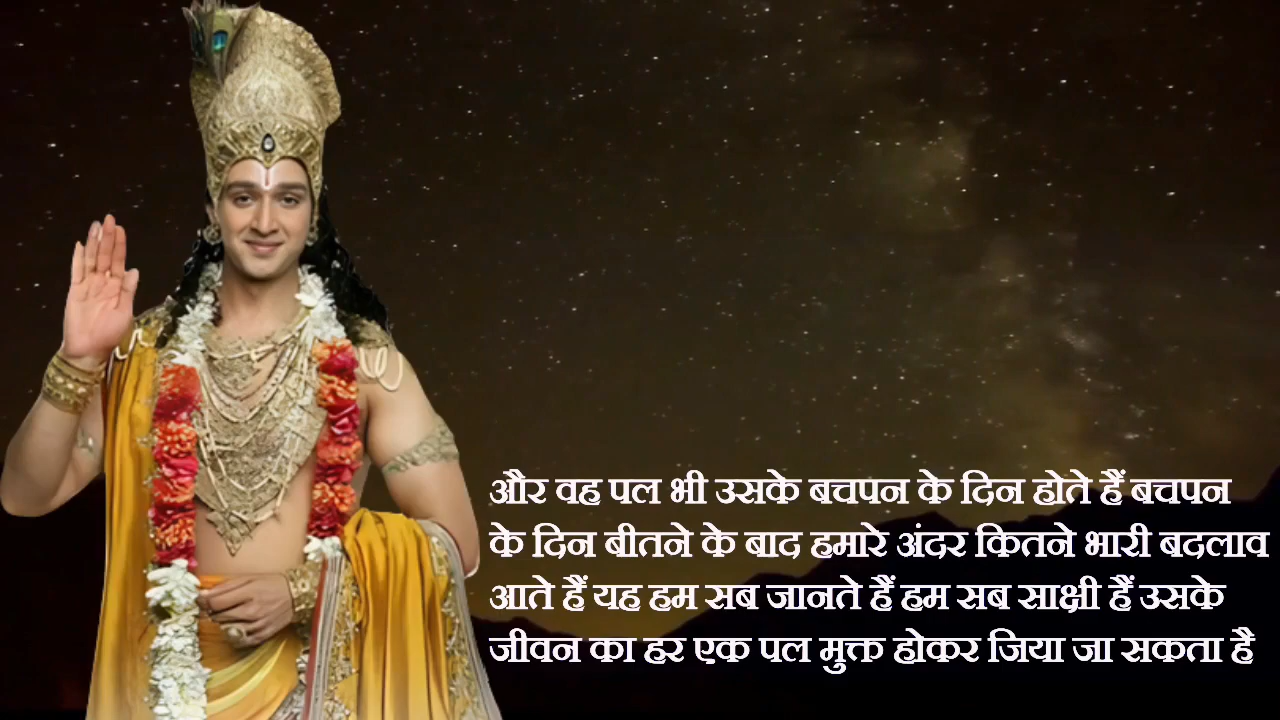 और वह पल भी उसके बचपन के दिन होते हैं बचपन
के दिन बीतने के बाद हमारे अंदर कितने भारी बदलाव
आते हैं यह हम सब जानते हैं हम सब साक्षी हैं उसके
जीवन का हर एक पल मुक्त होकर जिया जा सकता है